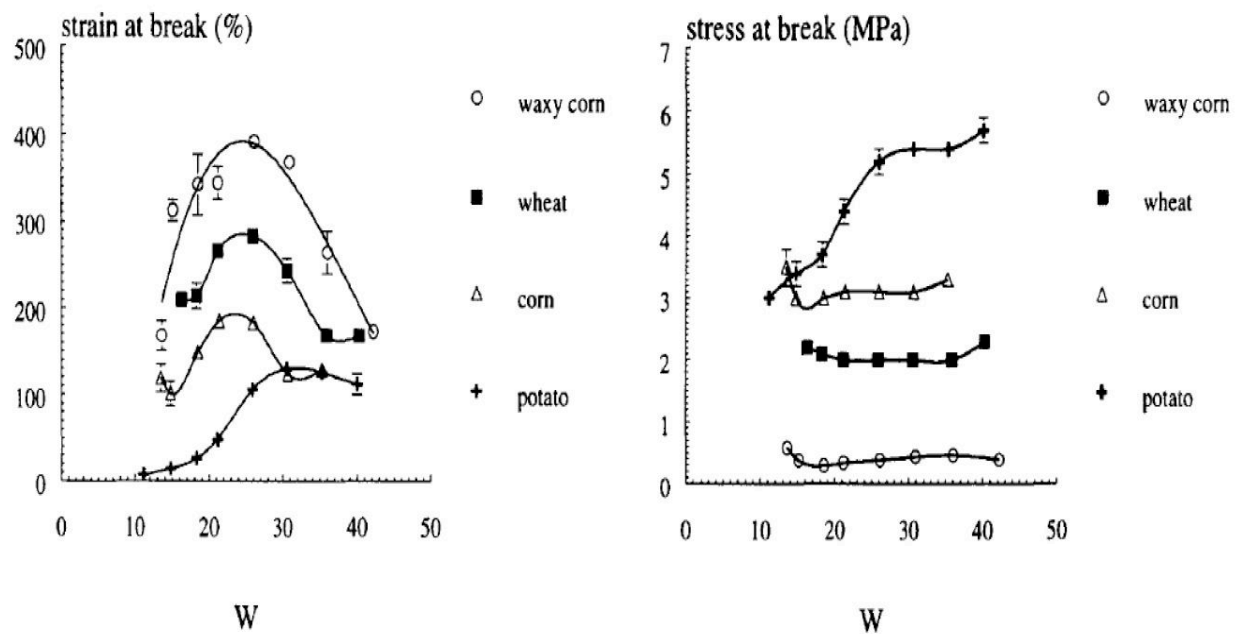 strain at break (%)
500
400
300
200
100
0
0 10 20 30 40 50
W
waxy corn
wheat
corn
potato
stress at break (MPa)
7
6
5
4
3
2
1
0
0 10 20 30 40 50
W
waxy corn
wheat
corn
potato